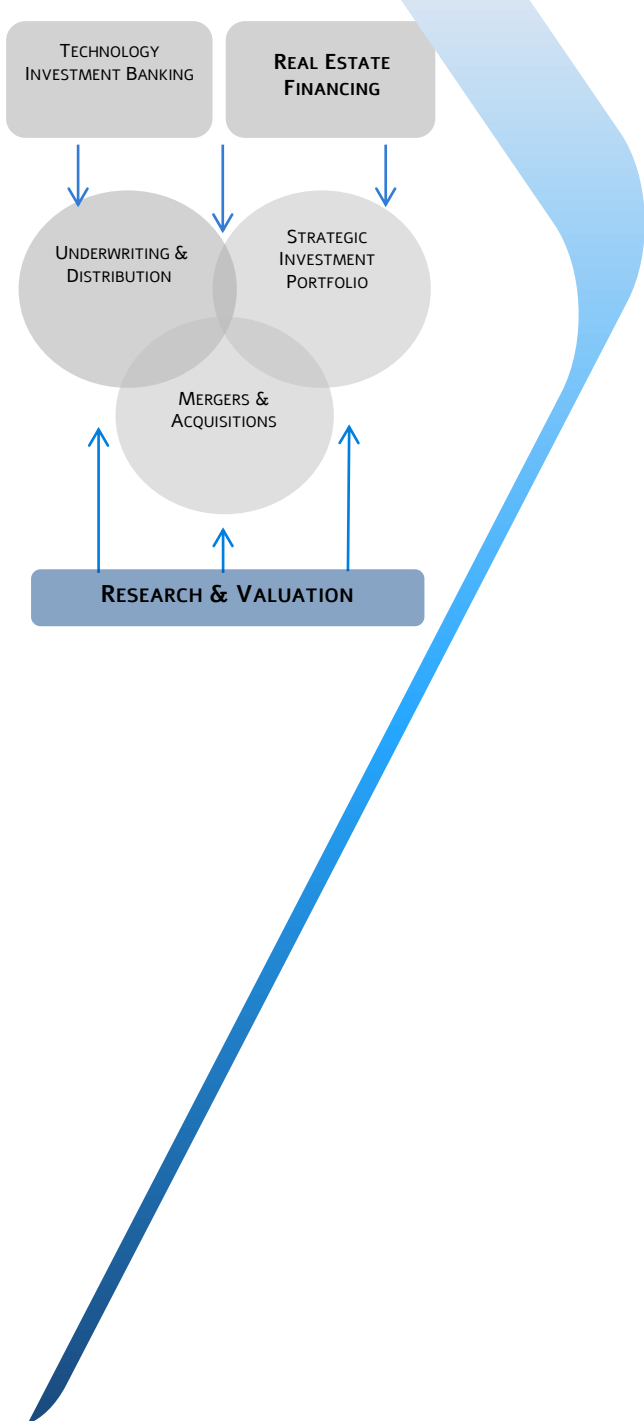 TECHNOLOGY
INVESTMENT BANKING
REAL ESTATE
FINANCING
UNDERWRITING &
DISTRIBUTION
STRATEGIC
INVESTMENT
PORTFOLIO
MERGERS &
ACQUISITIONS
RESEARCH & VALUATION